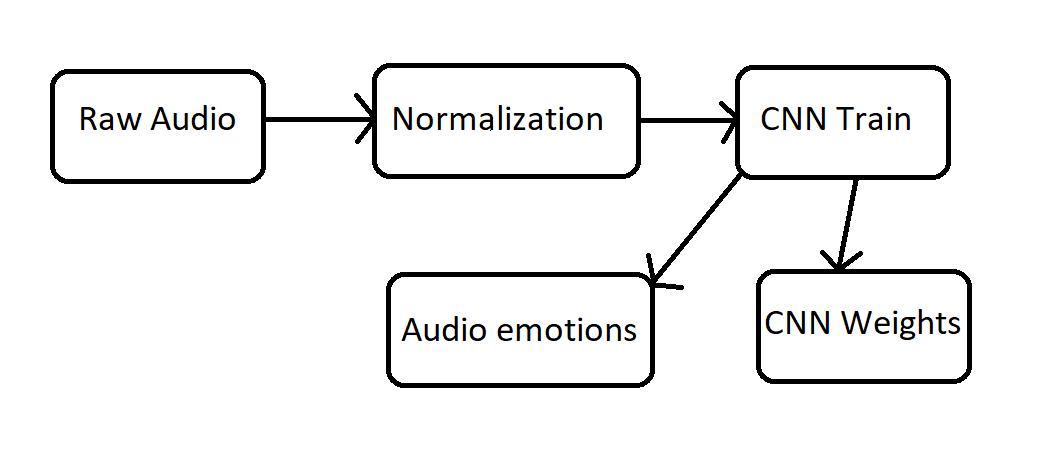 Raw Audio
Normalization
CNN Train
Audio emotions
CNN Weights